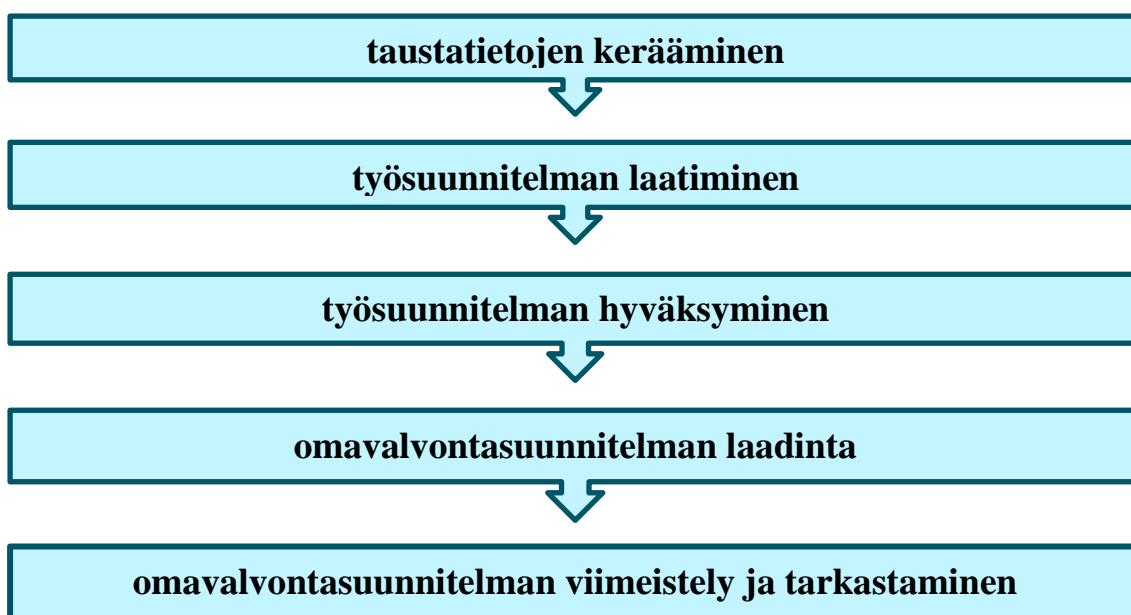 taustatietojen kerääminen
työsuunnitelman laatiminen
työsuunnitelman hyväksyminen
omavalvontasuunnitelman laadinta
omavalvontasuunnitelman viimeistely ja tarkastaminen